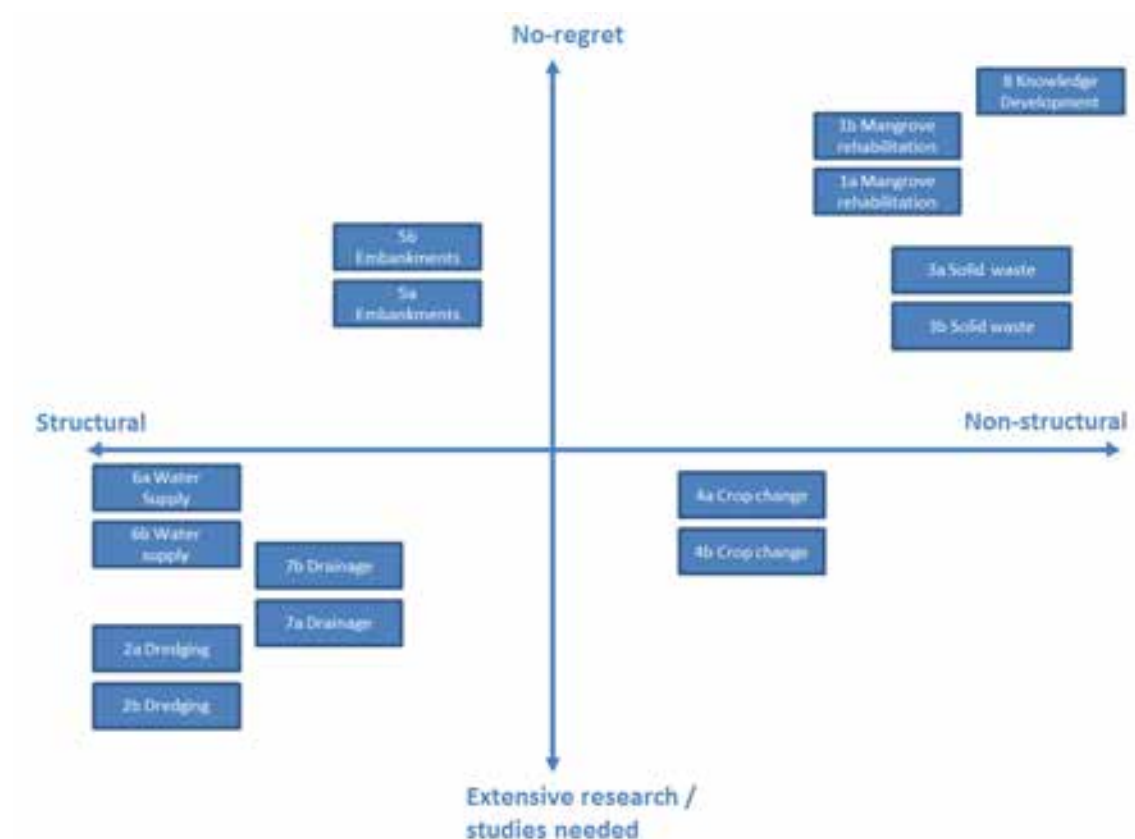 No-regret
8 Knowledge
Development
1b Mangrove
rehabilitation
1a Mangrove
rehabilitation
5b
Embankments
5a
Embankments
3a Solid waste
3b Solid waste
Structural
Non-structural
6a Water
Supply
6b Water
supply
4a Crop change
4b Crop change
7b Drainage
7a Drainage
2a Dredging
2b Dredging
Extensive research /
studies needed